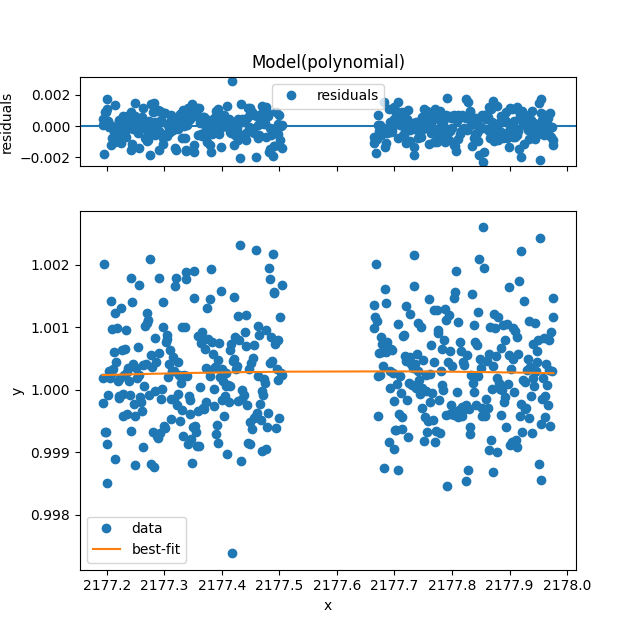 Model(polynomial)
residuals
0.002
0.000
−0.002
residuals
y
1.002
1.001
1.000
0.999
0.998
data
best-fit
2177.2 2177.3 2177.4 2177.5 2177.6 2177.7 2177.8 2177.9 2178.0
x